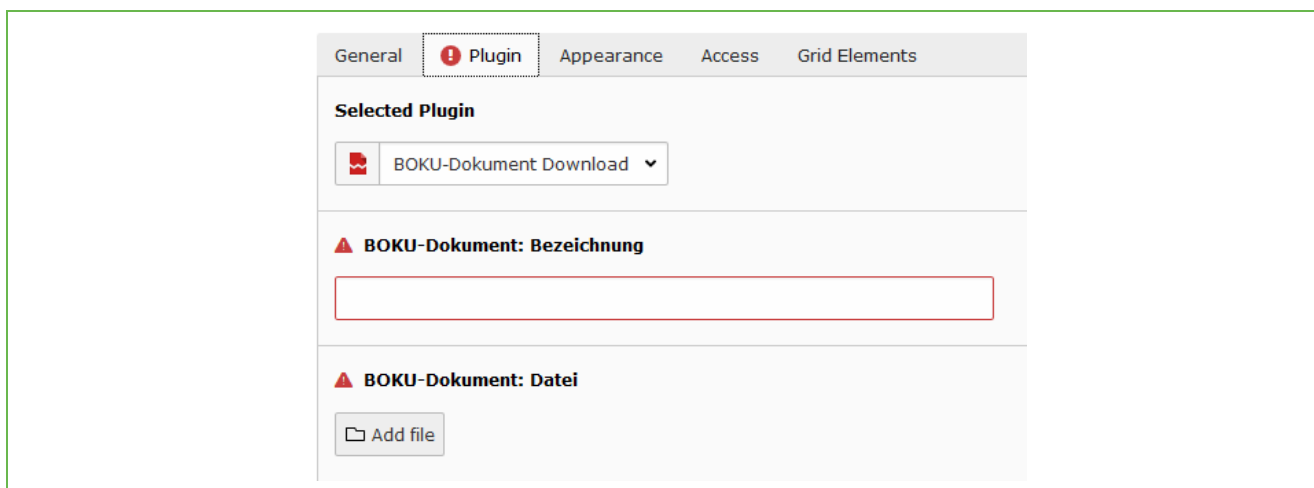 General Plugin Appearance Access Grid Elements
Selected Plugin
BOKU-Dokument Download
BOKU-Dokument: Bezeichnung
BOKU-Dokument: Datei
Add file